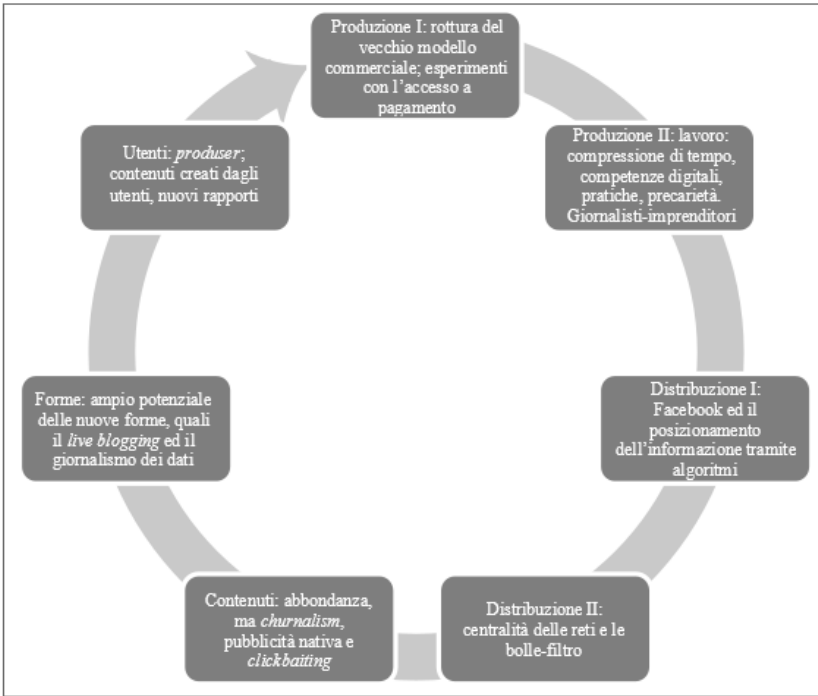 Produzione I: rottura del
vecchio modello
commerciale; esperimenti
con l'accesso a
pagamento
Produzione II: lavoro:
compressione di tempo,
competenze digitali,
pratiche, precarietà.
Giornalisti-imprenditori
Distribuzione I:
Facebook ed il
posizionamento
dell'informazione tramite
algoritmi
Distribuzione II:
centralità delle reti e le
bolle-filtro
Contenuti: abbondanza,
ma churnalism,
pubblicità nativa e
clickbaiting
Forme: ampio potenziale
delle nuove forme, quali
il live blogging ed il
giornalismo dei dati
Utenti: produser;
contenuti creati dagli
utenti, nuovi rapporti